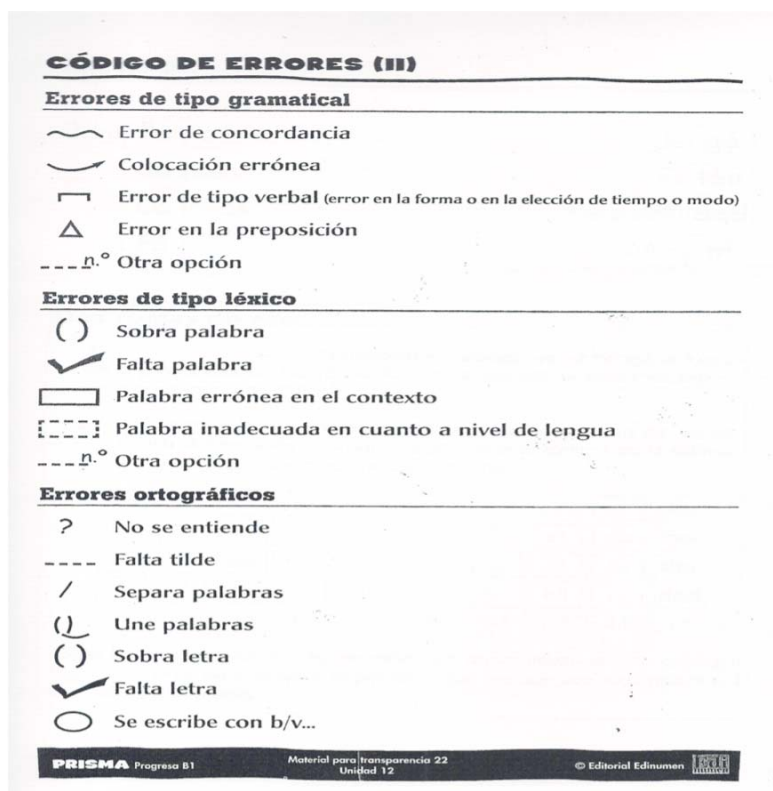 CÓDIGO DE ERRORES (II)
Errores de tipo gramatical
Error de concordancia
Colocación errónea
Error de tipo verbal (error en la forma o en la elección de tiempo o modo)
Error en la preposición
n.º Otra opción
Errores de tipo léxico
( ) Sobra palabra
Falta palabra
Palabra errónea en el contexto
Palabra inadecuada en cuanto a nivel de lengua
n.º Otra opción
Errores ortográficos
? No se entiende
---- Falta tilde
/ Separa palabras
() Une palabras
( ) Sobra letra
Falta letra
Se escribe con b/v...
PRISMA Progresa B1
Material para transparencia 22
Unidad 12
© Editorial Edinumen